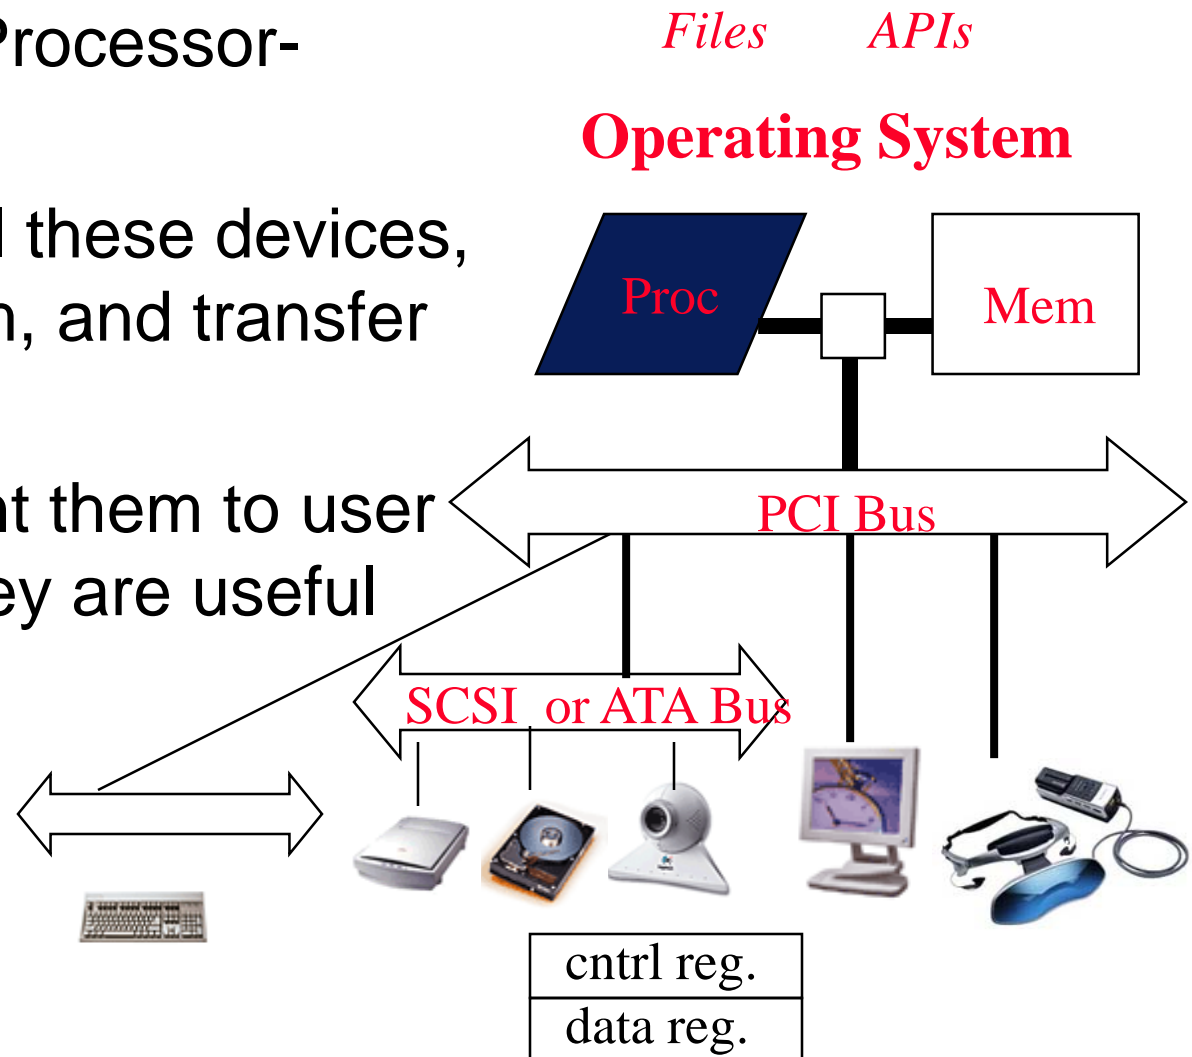 Processor-
these devices,
, and transfer
them to user
are useful
Files APIs
Operating System
Proc
Mem
PCI Bus
SCSI or ATA Bus
cntrl reg.
data reg.